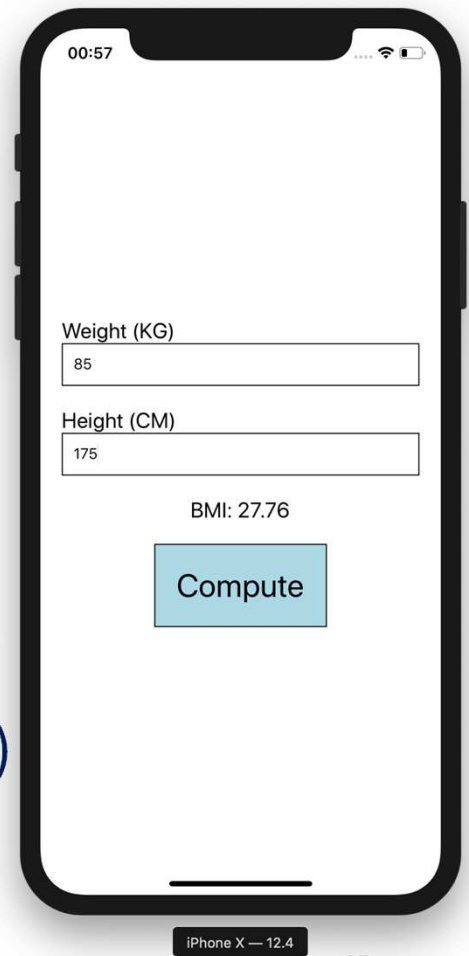 00:57
Weight (KG)
85
Height (CM)
175
BMI: 27.76
Compute
iPhone X — 12.4